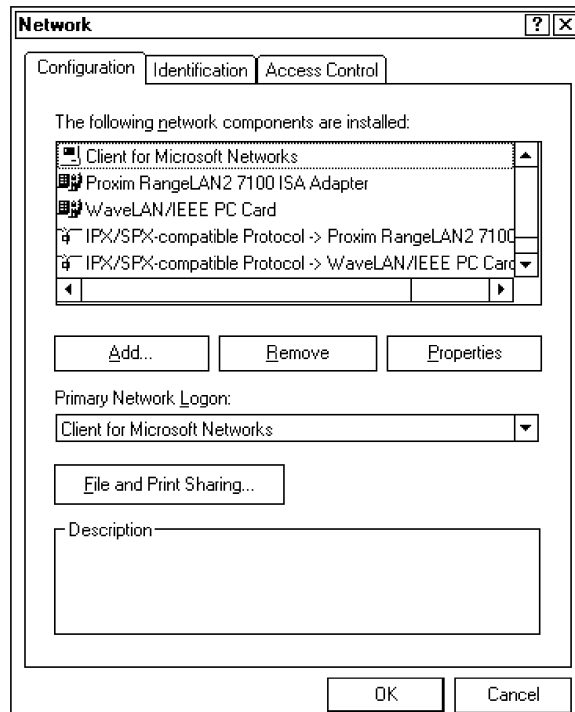 Network
Configuration Identification Access Control
The following network components are installed:
Client for Microsoft Networks
Proxim RangeLAN2 7100 ISA Adapter
WaveLAN/IEEE PC Card
IPX/SPX-compatible Protocol -> Proxim RangeLAN2 7100
IPX/SPX-compatible Protocol -> WaveLAN/IEEE PC Card
Add... Remove Properties
Primary Network Logon:
Client for Microsoft Networks
File and Print Sharing...
Description
OK Cancel